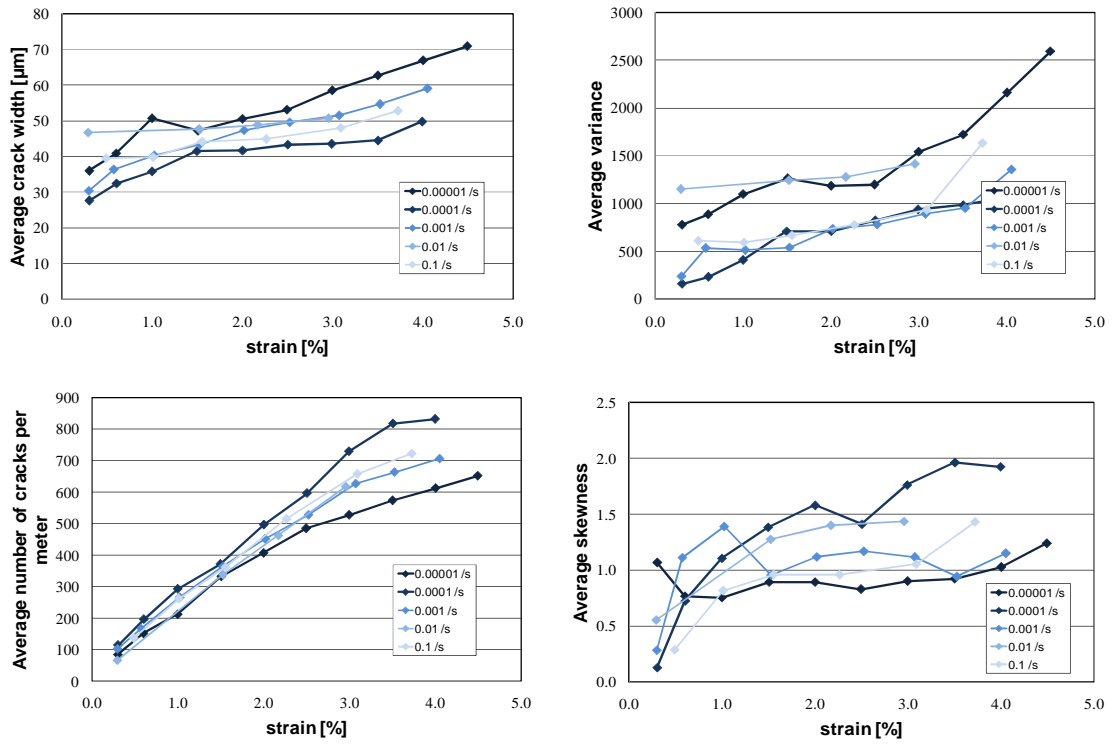 80
70
60
50
40
30
20
10
0
0.0 1.0 2.0 3.0 4.0 5.0
Average crack width [µm]
strain [%]
0.00001 /s
0.0001 /s
0.001 /s
0.01 /s
0.1 /s
3000
2500
2000
1500
1000
500
0
0.0 1.0 2.0 3.0 4.0 5.0
Average variance
strain [%]
0.00001 /s
0.0001 /s
0.001 /s
0.01 /s
0.1 /s
900
800
700
600
500
400
300
200
100
0
0.0 1.0 2.0 3.0 4.0 5.0
Average number of cracks per
meter
strain [%]
0.00001 /s
0.0001 /s
0.001 /s
0.01 /s
0.1 /s
2.5
2.0
1.5
1.0
0.5
0.0
0.0 1.0 2.0 3.0 4.0 5.0
Average skewness
strain [%]
0.00001 /s
0.0001 /s
0.001 /s
0.01 /s
0.1 /s